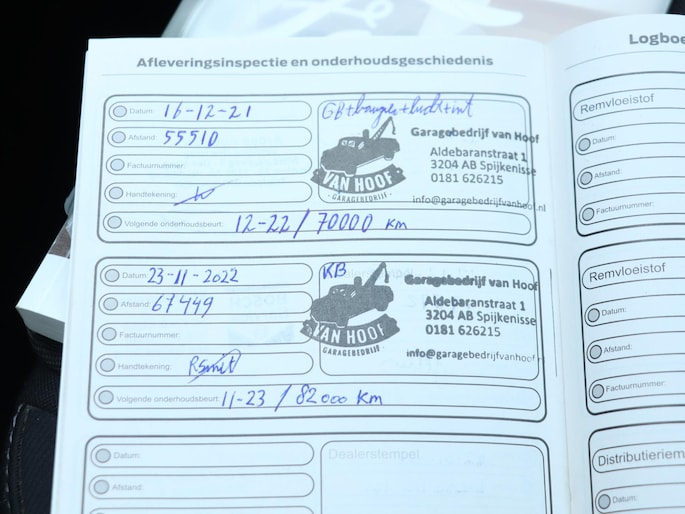 Afleveringsinspectie en onderhoudsgeschiedenis
Datum: 16-12-21
Afstand: 55510
Factuurnummer:
Handtekening:
Volgende onderhoudsbeurt: 12-22 / 70000 km
VAN HOOF
GARAGEBEDRIJF
Garagebedrijf van Hoof
Aldebaranstraat 1
3204 AB Spijkenisse
0181 626215
info@garagebedrijfvanhoof.nl
Datum: 23-11-2022
Afstand: 67449
Factuurnummer:
Handtekening: RSmit
Volgende onderhoudsbeurt: 11-23 / 82000 Km
KB
VAN HOOF
GARAGEBEDRIJF
Garagebedrijf van Hoof
Aldebaranstraat 1
3204 AB Spijkenisse
0181 626215
info@garagebedrijfvanhoof.nl
Datum:
Afstand:
Dealerstempel
Logboe
Remvloeistof
Datum:
Afstand:
Factuurnummer:
Remvloeistof
Datum:
Afstand:
Factuurnummer:
Distributieriem
Datum: